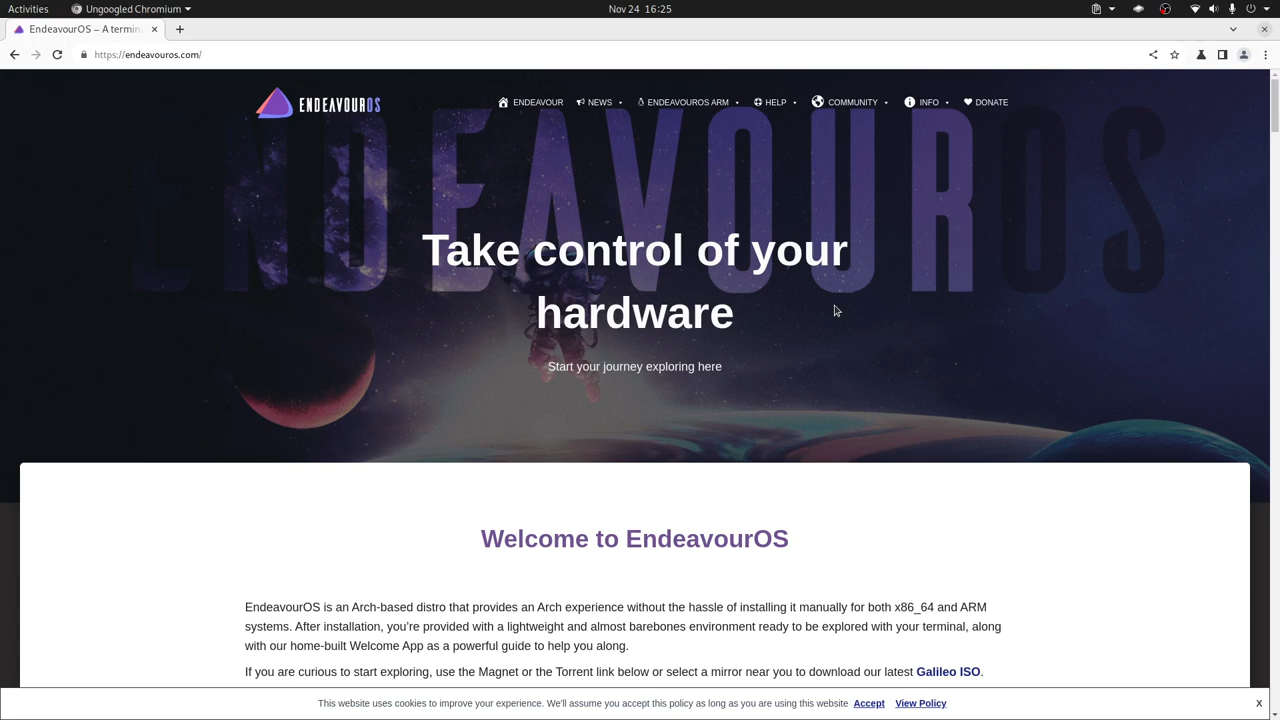 Activities
Ungoogled Chromium
Nov 24 16:25
EndeavourOS – A termin
https://endeavouros.com/
ENDEAVOUROS
ENDEAVOUR
NEWS
ENDEAVOUROS ARM
HELP
COMMUNITY
INFO
DONATE
ENDEAVOUROS
Take control of your
hardware
Start your journey exploring here
Welcome to EndeavourOS
EndeavourOS is an Arch-based distro that provides an Arch experience without the hassle of installing it manually for both x86_64 and ARM
systems. After installation, you’re provided with a lightweight and almost barebones environment ready to be explored with your terminal, along
with our home-built Welcome App as a powerful guide to help you along.
If you are curious to start exploring, use the Magnet or the Torrent link below or select a mirror near you to download our latest Galileo ISO.
This website uses cookies to improve your experience. We'll assume you accept this policy as long as you are using this website Accept View Policy
X